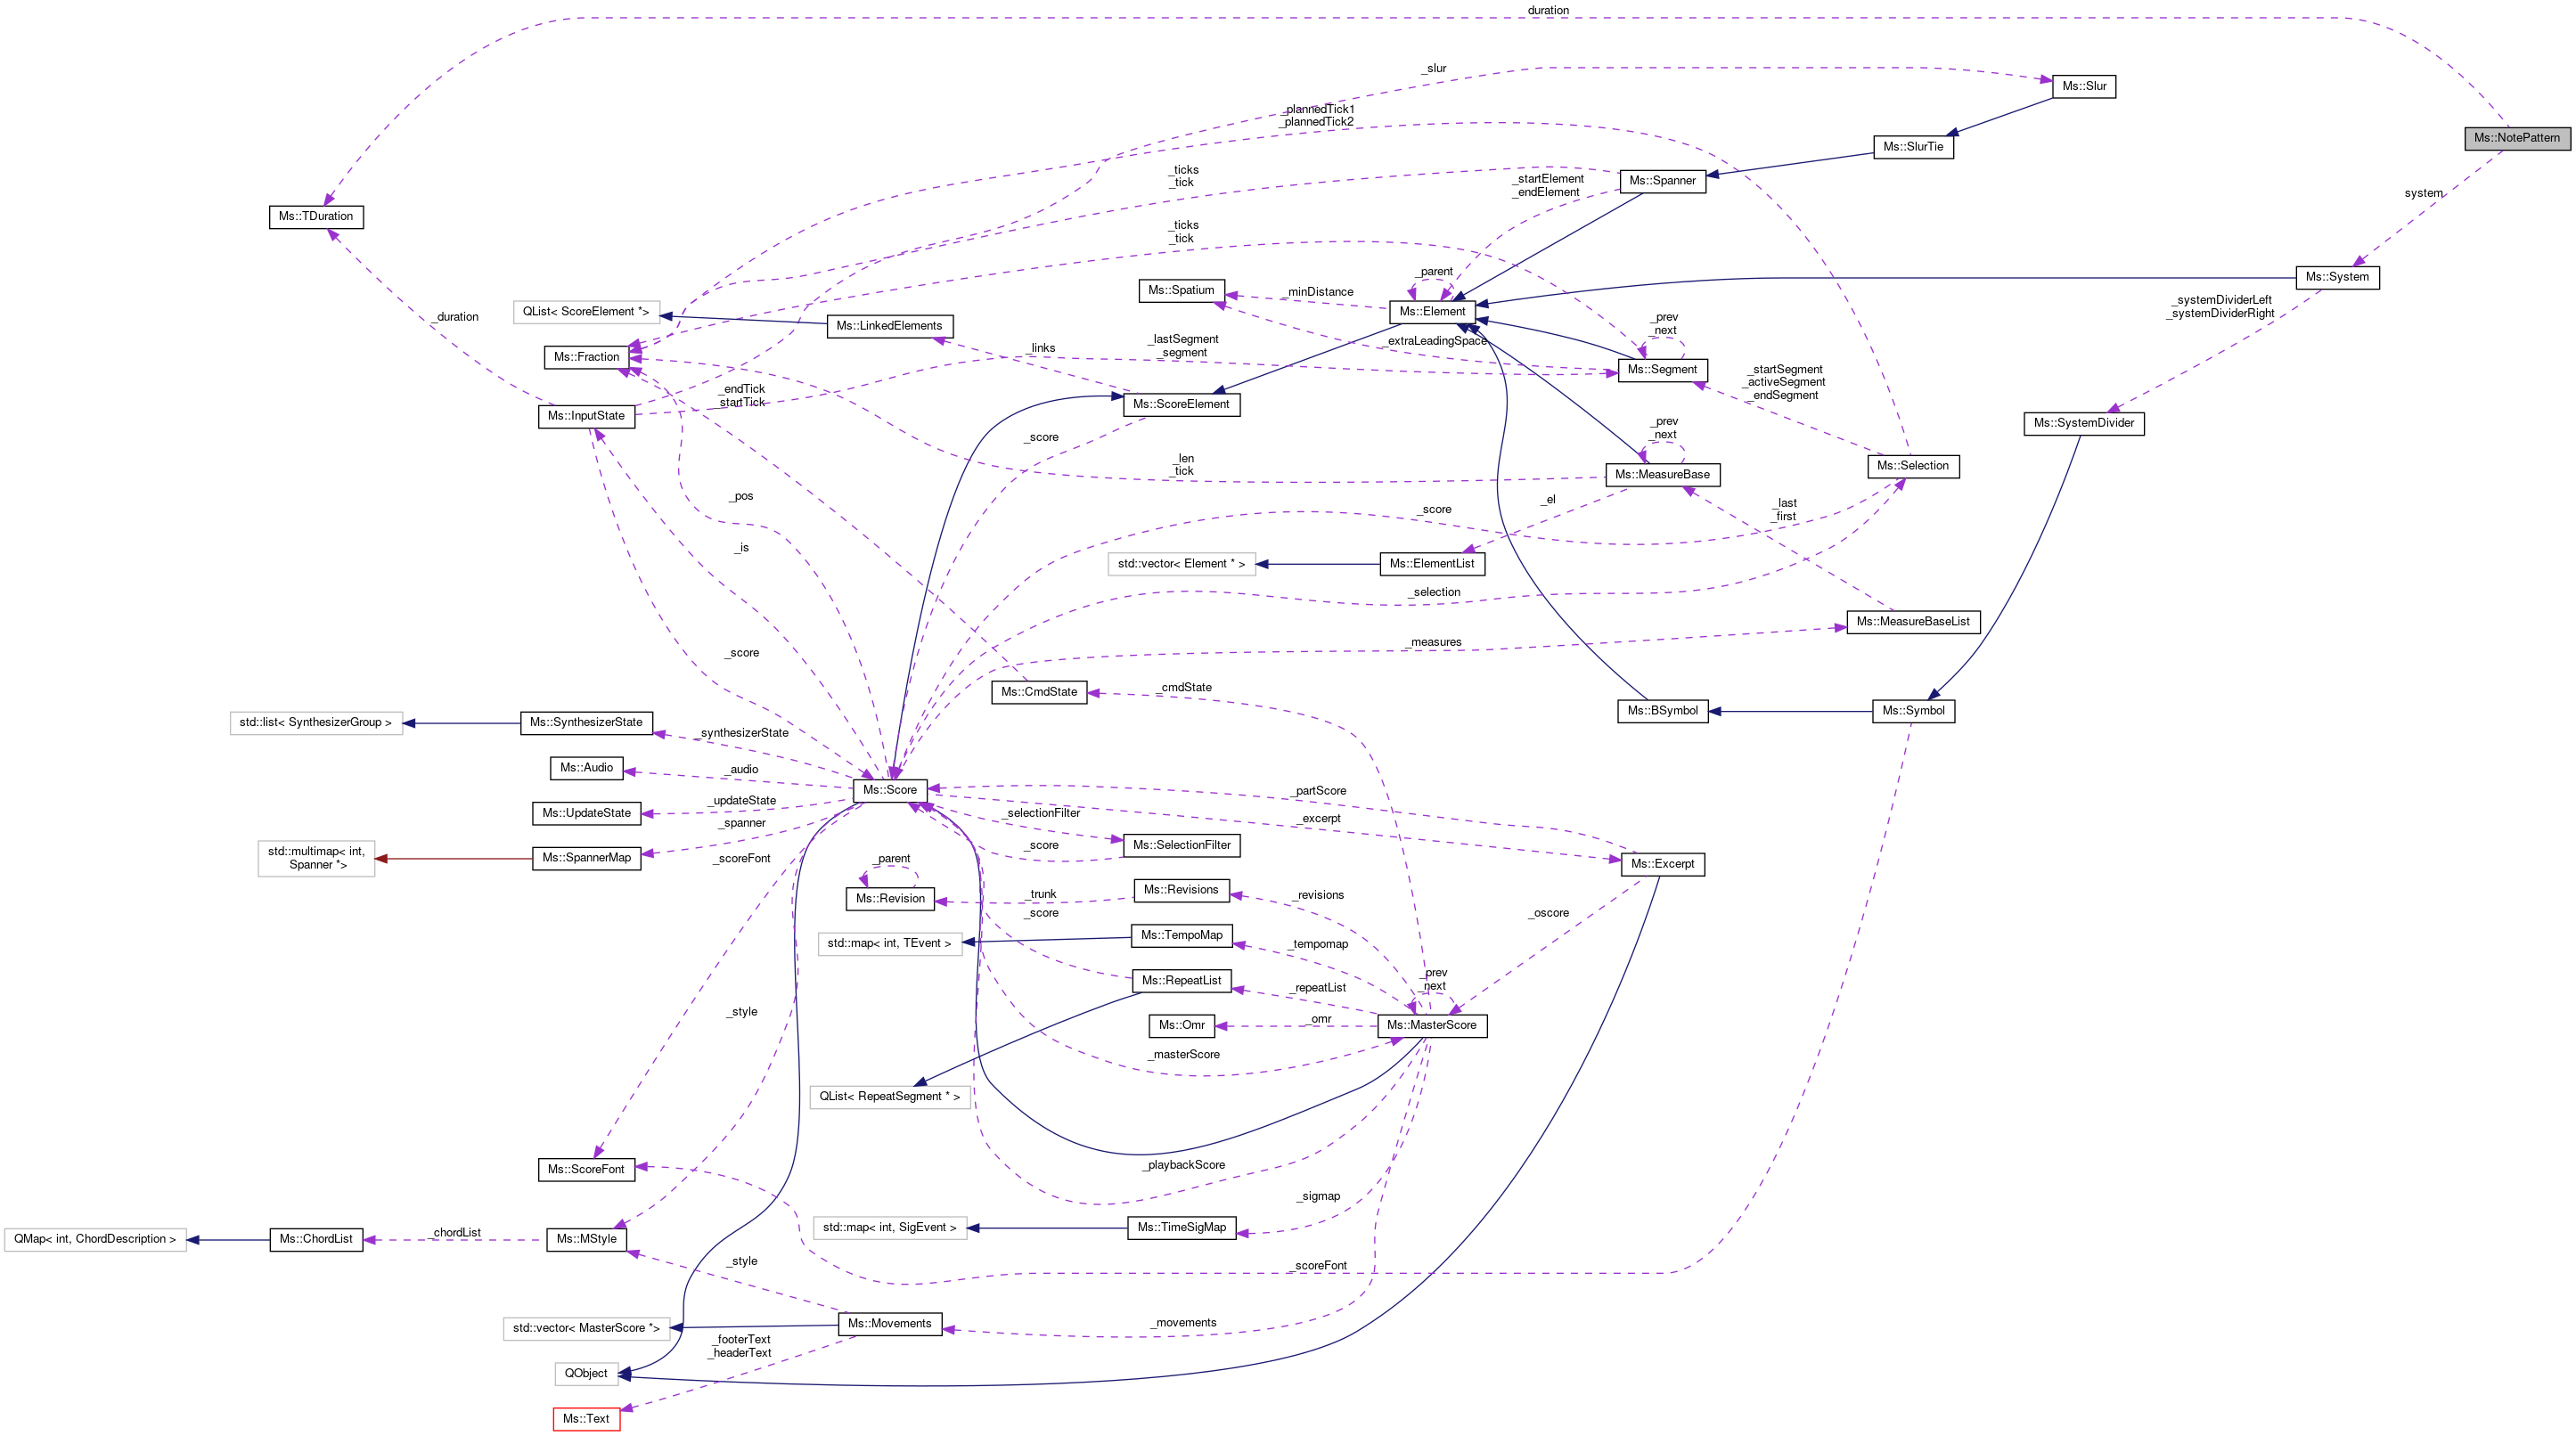 duration
_slur
Ms::Slur
_plannedTick1
_plannedTick2
Ms::NotePattern
Ms::SlurTie
_ticks
_tick
Ms::Spanner
_startElement
_endElement
system
Ms::TDuration
_ticks
_tick
_parent
Ms::System
Ms::Spatium
_minDistance
_systemDividerLeft
_systemDividerRight
QList< ScoreElement *>
_duration
Ms::LinkedElements
Ms::Element
_prev
_next
_links
_lastSegment
_segment
_extraLeadingSpace
Ms::Fraction
Ms::Segment
_startSegment
_activeSegment
_endSegment
_endTick
_startTick
Ms::InputState
Ms::ScoreElement
_prev
_next
Ms::SystemDivider
_score
_len
_tick
Ms::MeasureBase
Ms::Selection
_pos
_el
_last
_first
_score
_is
std::vector< Element * >
Ms::ElementList
_selection
Ms::MeasureBaseList
_measures
_score
Ms::CmdState
_cmdState
Ms::BSymbol
Ms::Symbol
std::list< SynthesizerGroup >
Ms::SynthesizerState
_synthesizerState
Ms::Audio
_audio
Ms::Score
_partScore
_updateState
Ms::UpdateState
_selectionFilter
_excerpt
_spanner
std::multimap< int,
Spanner *>
Ms::SpannerMap
_scoreFont
_score
Ms::SelectionFilter
_parent
Ms::Excerpt
Ms::Revision
_trunk
Ms::Revisions
_revisions
_score
_oscore
std::map< int, TEvent >
Ms::TempoMap
_tempomap
Ms::RepeatList
_repeatList
_prev
_next
_style
Ms::Omr
_omr
Ms::MasterScore
_masterScore
QList< RepeatSegment * >
Ms::ScoreFont
_playbackScore
_sigmap
std::map< int, SigEvent >
Ms::TimeSigMap
QMap< int, ChordDescription >
Ms::ChordList
_chordList
Ms::MStyle
_style
_scoreFont
std::vector< MasterScore *>
Ms::Movements
_movements
_footerText
_headerText
QObject
Ms::Text